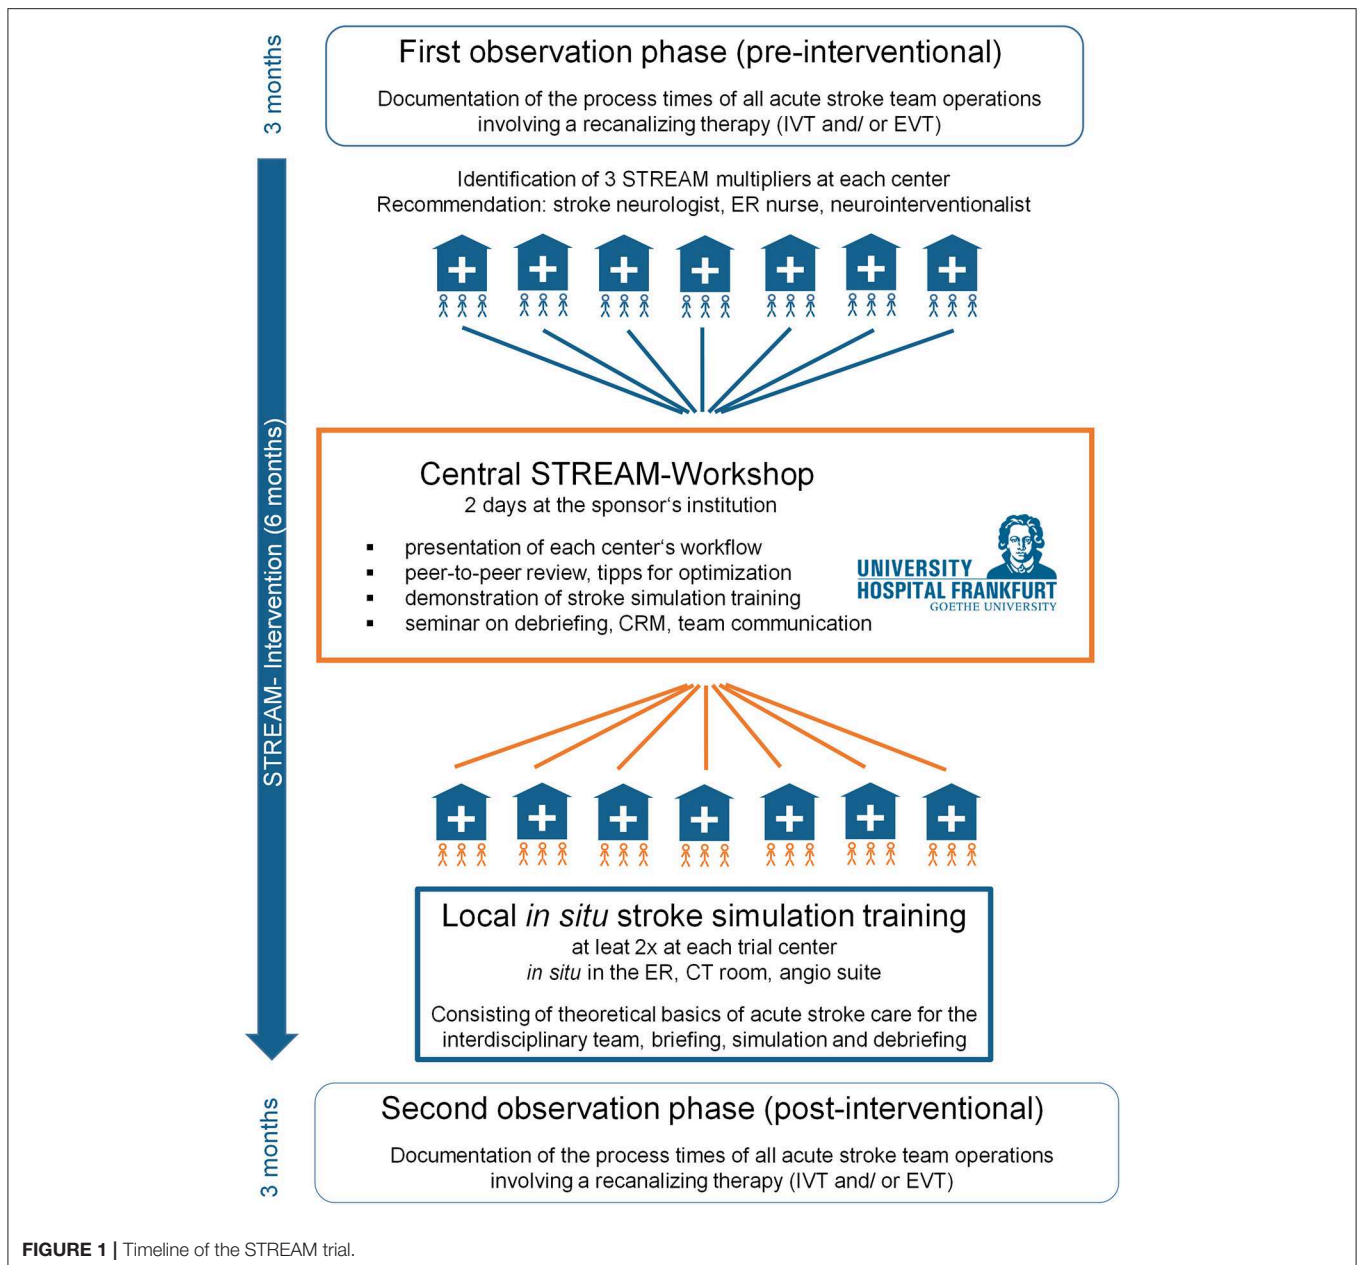 3 months
First observation phase (pre-interventional)
Documentation of the process times of all acute stroke team operations
involving a recanalizing therapy (IVT and/ or EVT)
STREAM- Intervention (6 months)
Identification of 3 STREAM multipliers at each center
Recommendation: stroke neurologist, ER nurse, neurointerventionalist
Central STREAM-Workshop
2 days at the sponsor‘s institution
▪ presentation of each center‘s workflow
▪ peer-to-peer review, tipps for optimization
▪ demonstration of stroke simulation training
▪ seminar on debriefing, CRM, team communication
UNIVERSITY
HOSPITAL FRANKFURT
GOETHE UNIVERSITY
Local in situ stroke simulation training
at leat 2x at each trial center
in situ in the ER, CT room, angio suite
Consisting of theoretical basics of acute stroke care for the
interdisciplinary team, briefing, simulation and debriefing
3 months
Second observation phase (post-interventional)
Documentation of the process times of all acute stroke team operations
involving a recanalizing therapy (IVT and/ or EVT)
FIGURE 1 | Timeline of the STREAM trial.